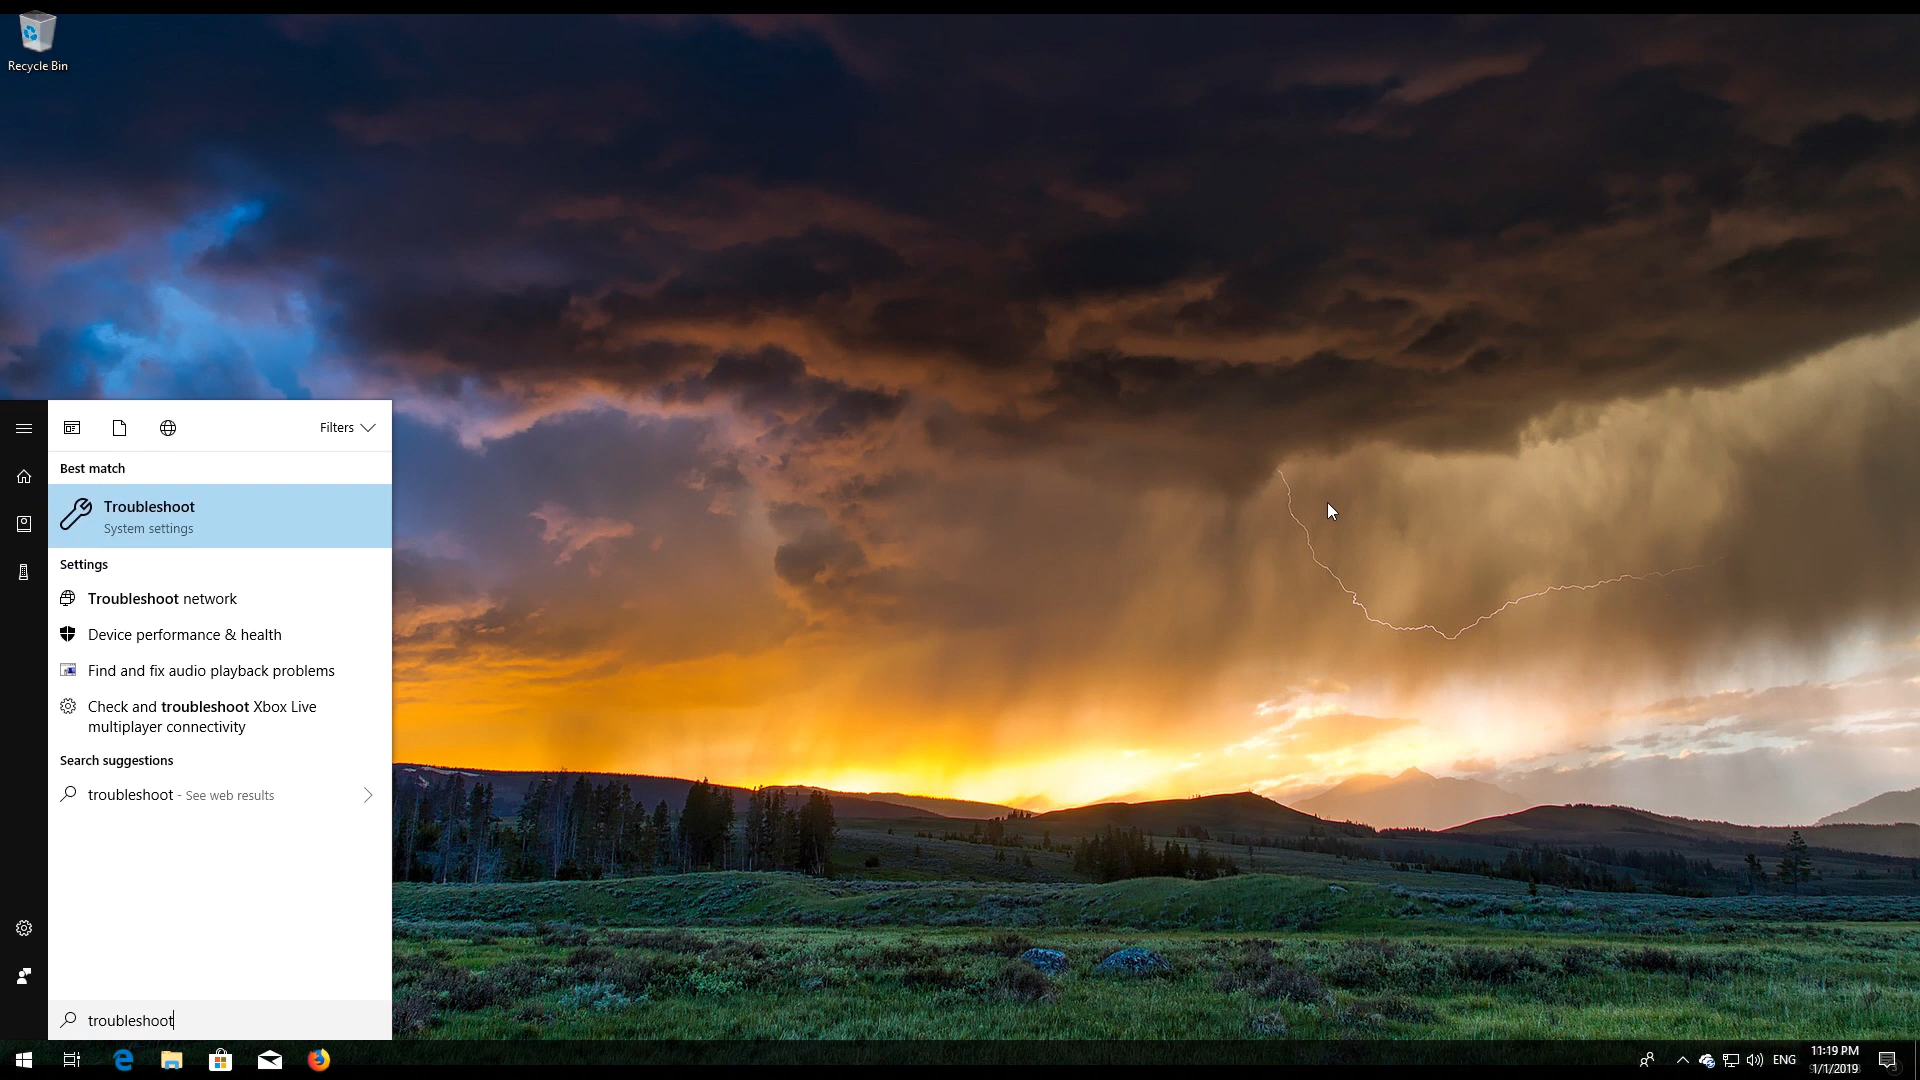 Recycle Bin
Filters
Best match
Troubleshoot
System settings
Settings
Troubleshoot network
Device performance & health
Find and fix audio playback problems
Check and troubleshoot Xbox Live
multiplayer connectivity
Search suggestions
troubleshoot - See web results
troubleshoot
ENG
11:19 PM
1/1/2019